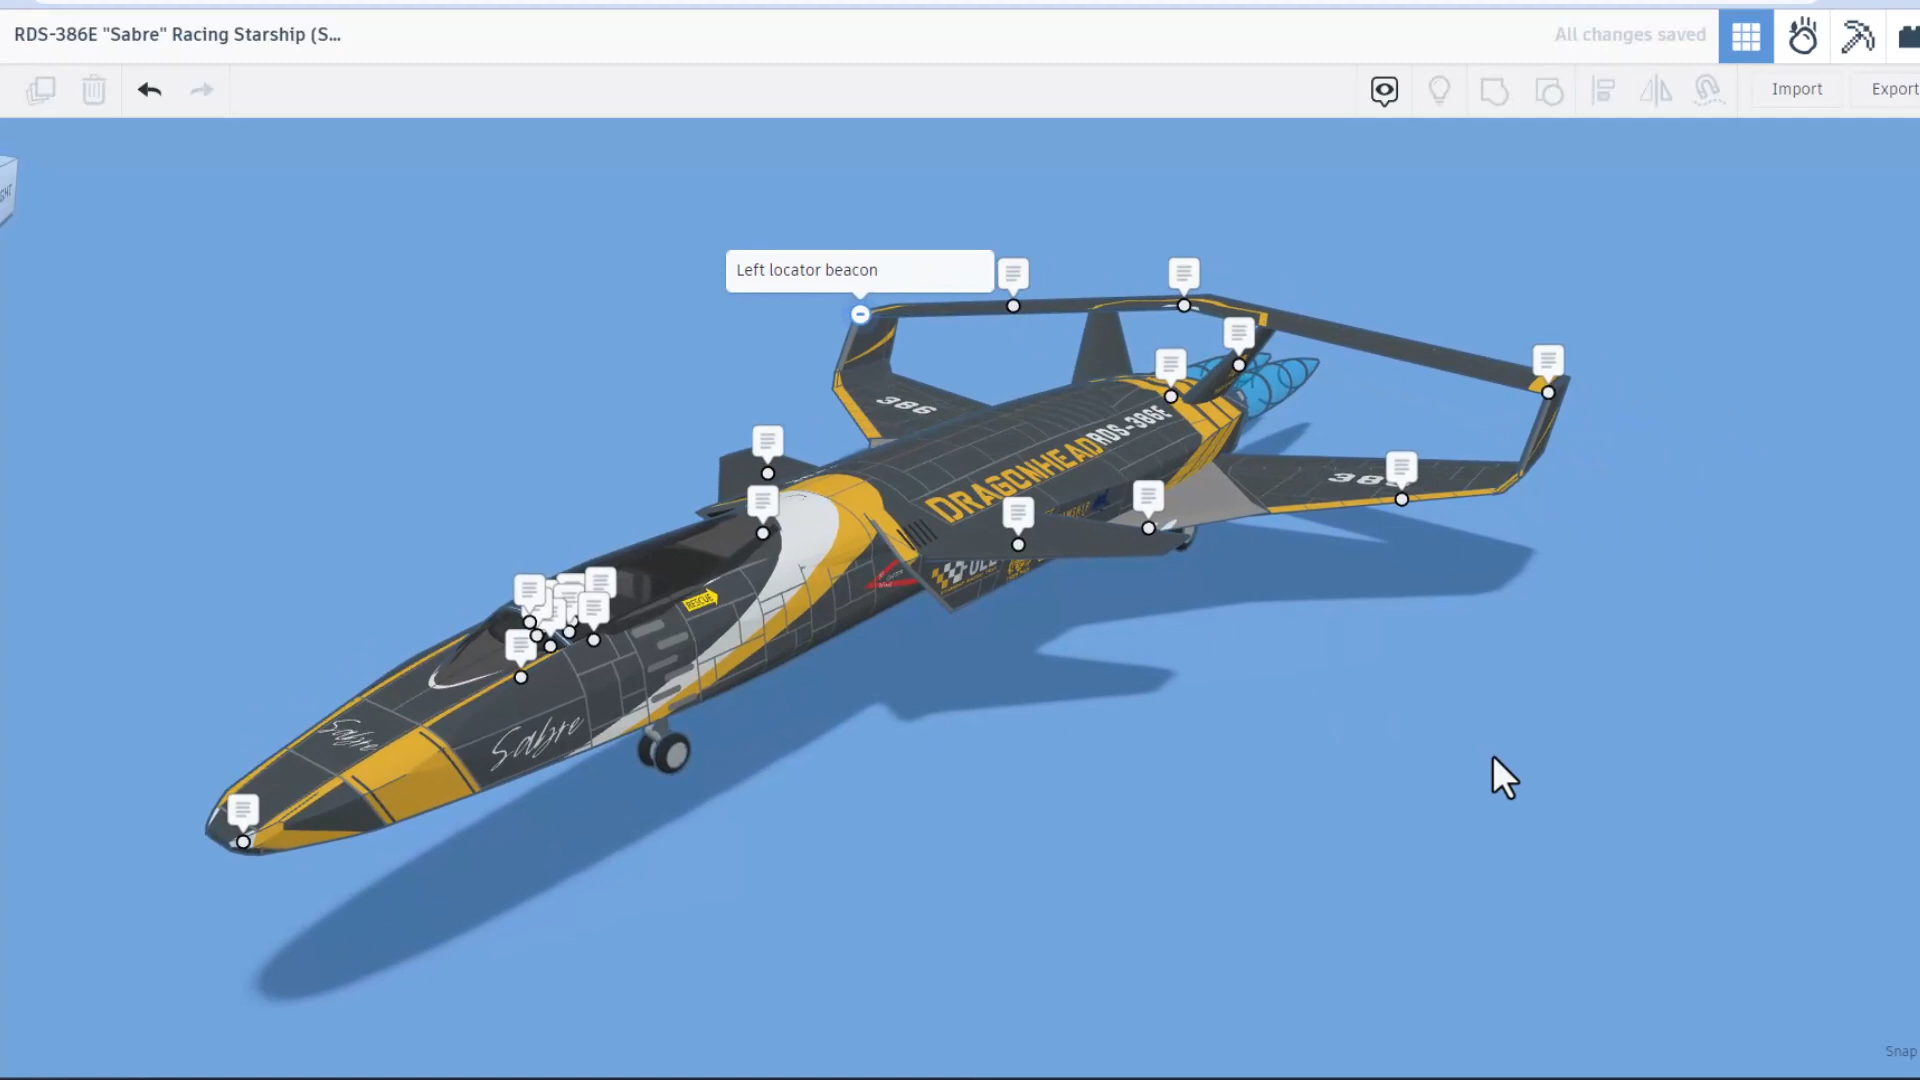 RDS-386E "Sabre" Racing Starship (S...
All changes saved
Import
Export
Left locator beacon
386
RDS-386E
DRAGONHEAD
RESCUE
Sabre
Sabre
Snap